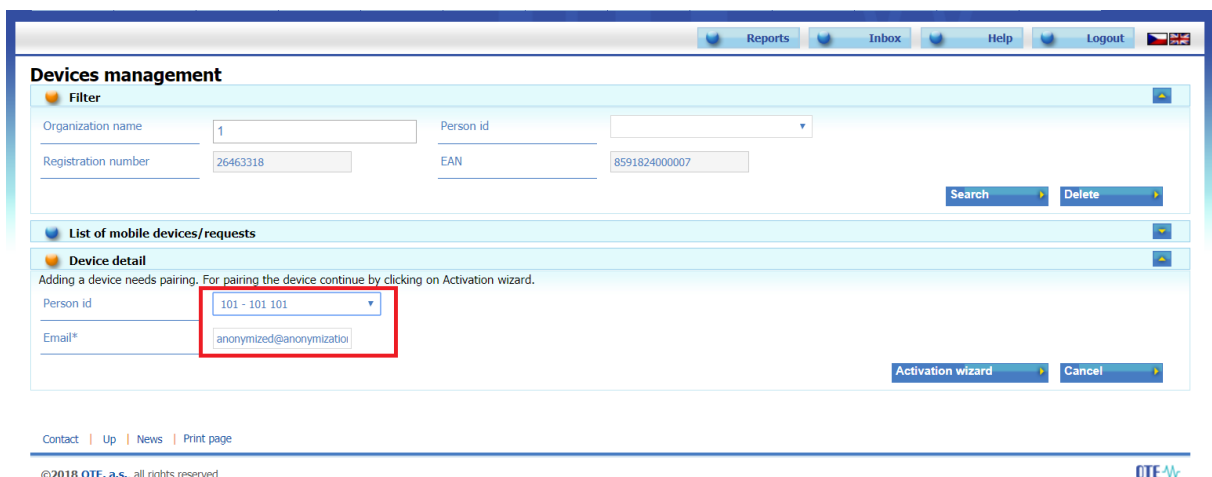 Reports Inbox Help Logout
Devices management
Filter
Organization name 1 Person id
Registration number 26463318 EAN 8591824000007
Search Delete
List of mobile devices/requests
Device detail
Adding a device needs pairing. For pairing the device continue by clicking on Activation wizard.
Person id 101 - 101 101
Email* anonymized@anonymizatio
Activation wizard Cancel
Contact | Up | News | Print page
©2018 OTE, a.s. all rights reserved
OTE